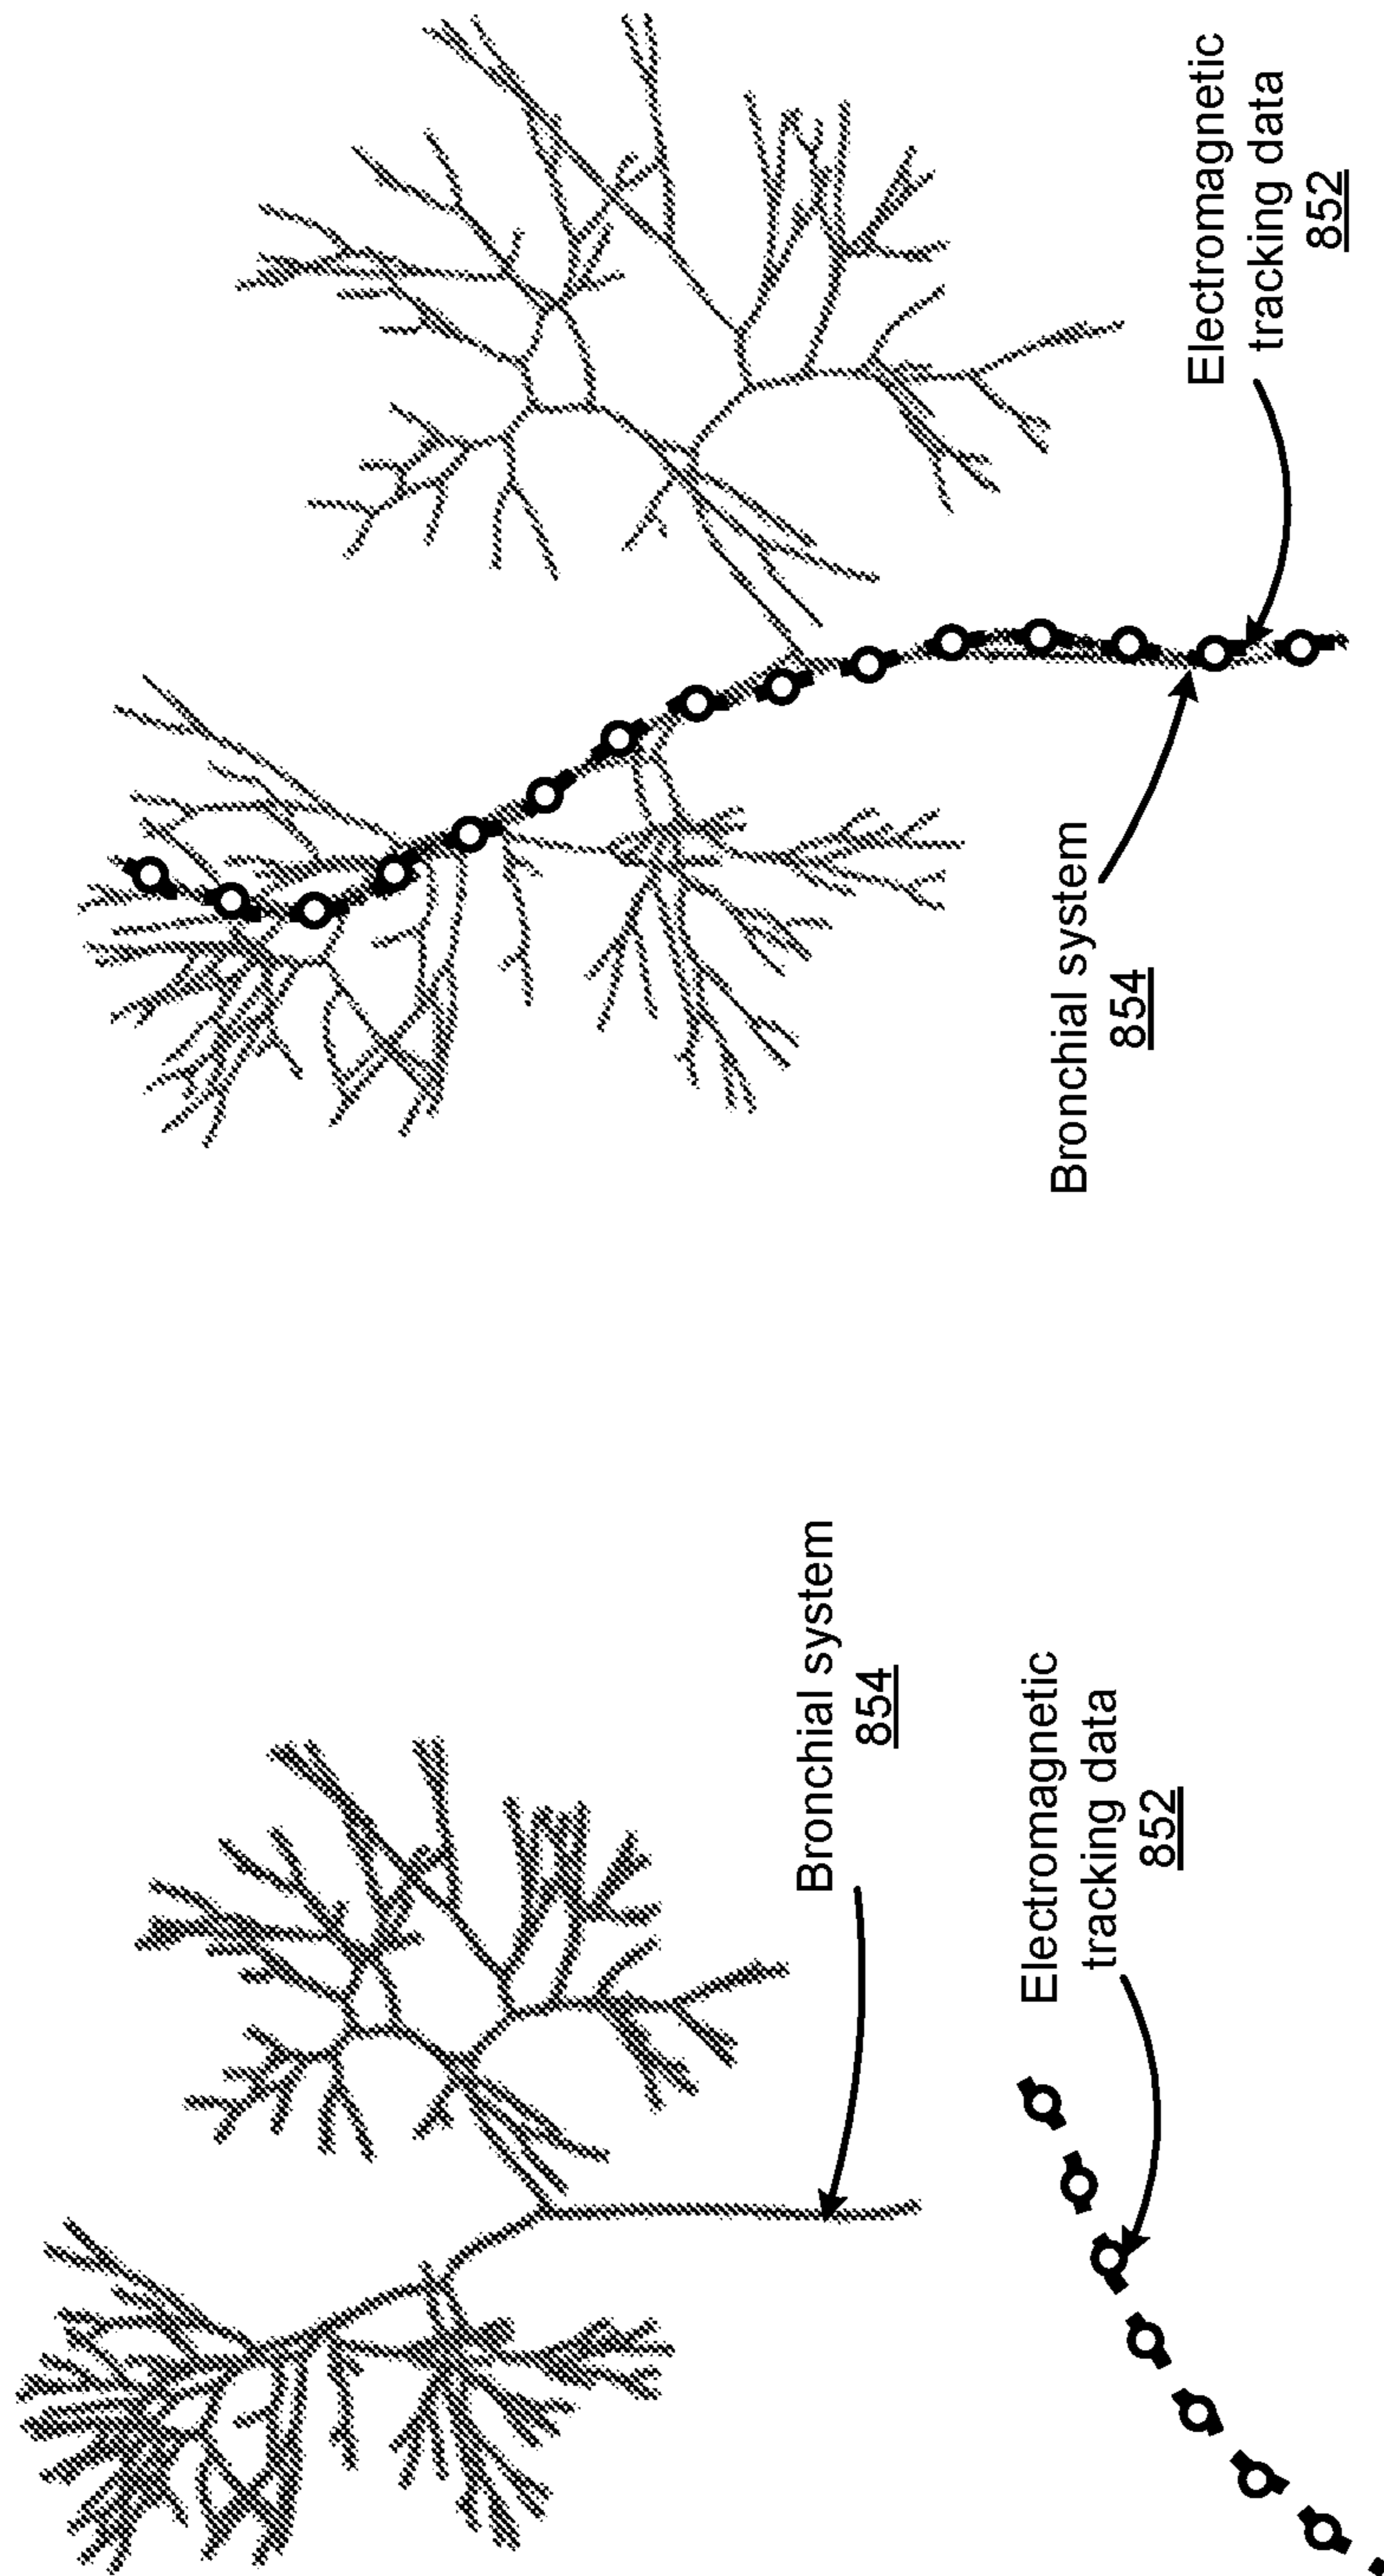 Bronchial system
854
Electromagnetic
tracking data
852
Bronchial system
854
Electromagnetic
tracking data
852